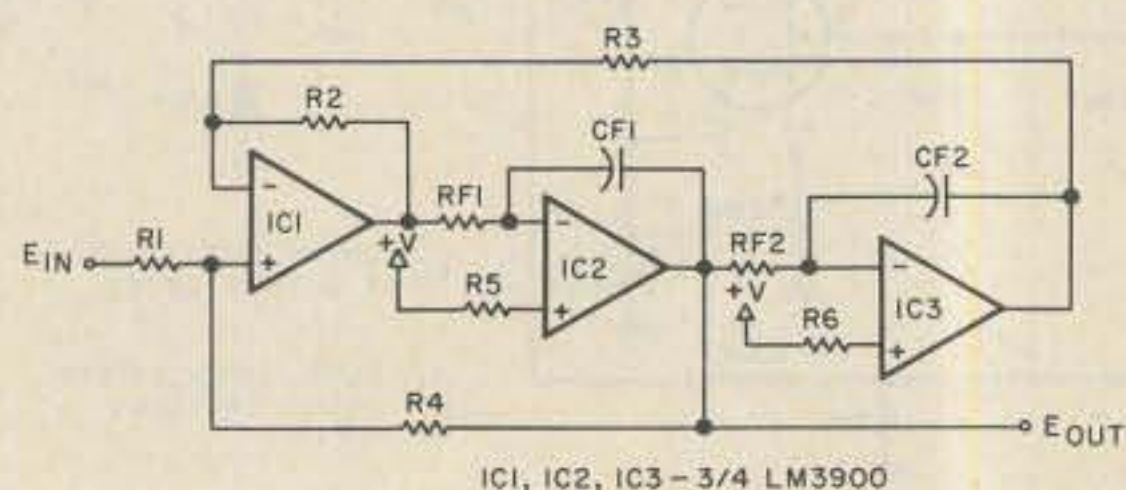 R3
R2
CF1
CF2
IC1
RF1
IC2
RF2
IC3
EIN
R1
+V
R5
+V
R6
R4
EOUT
IC1, IC2, IC3 – 3/4 LM3900
- + - + - +